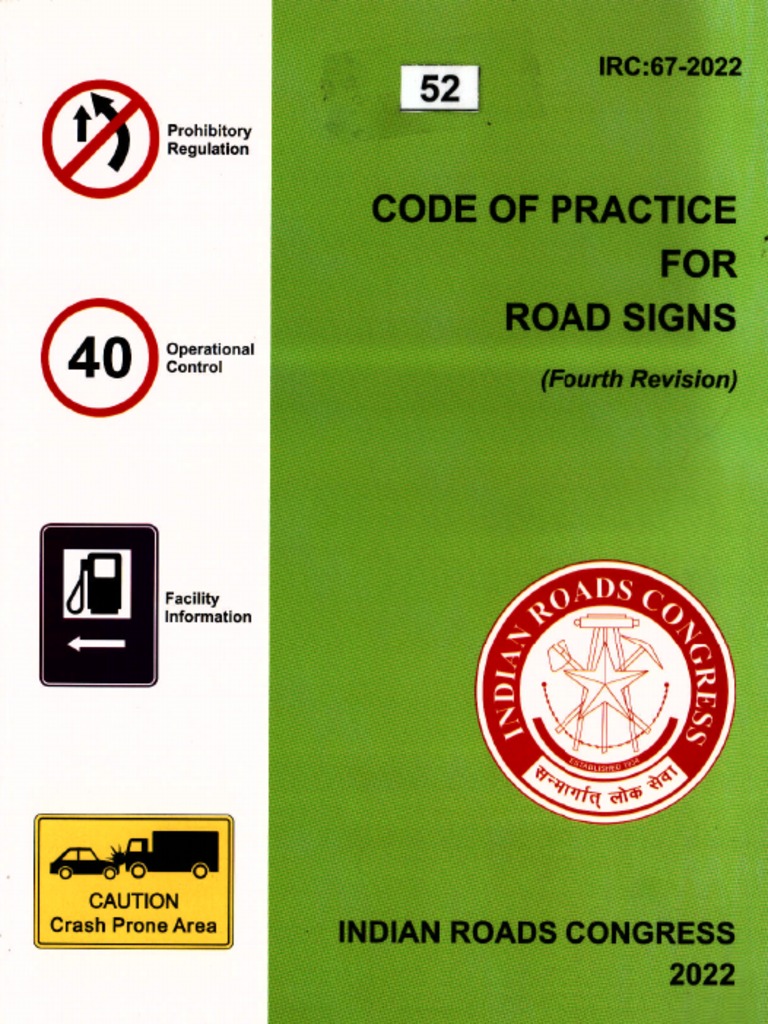 52
IRC:67-2022
CODE OF PRACTICE
FOR
ROAD SIGNS
(Fourth Revision)
Prohibitory
Regulation
40
Operational
Control
Facility
Information
CAUTION
Crash Prone Area
INDIAN ROADS CONGRESS
ESTABLISHED 1934
सन्मार्गात् लोक सेवा
INDIAN ROADS CONGRESS
2022